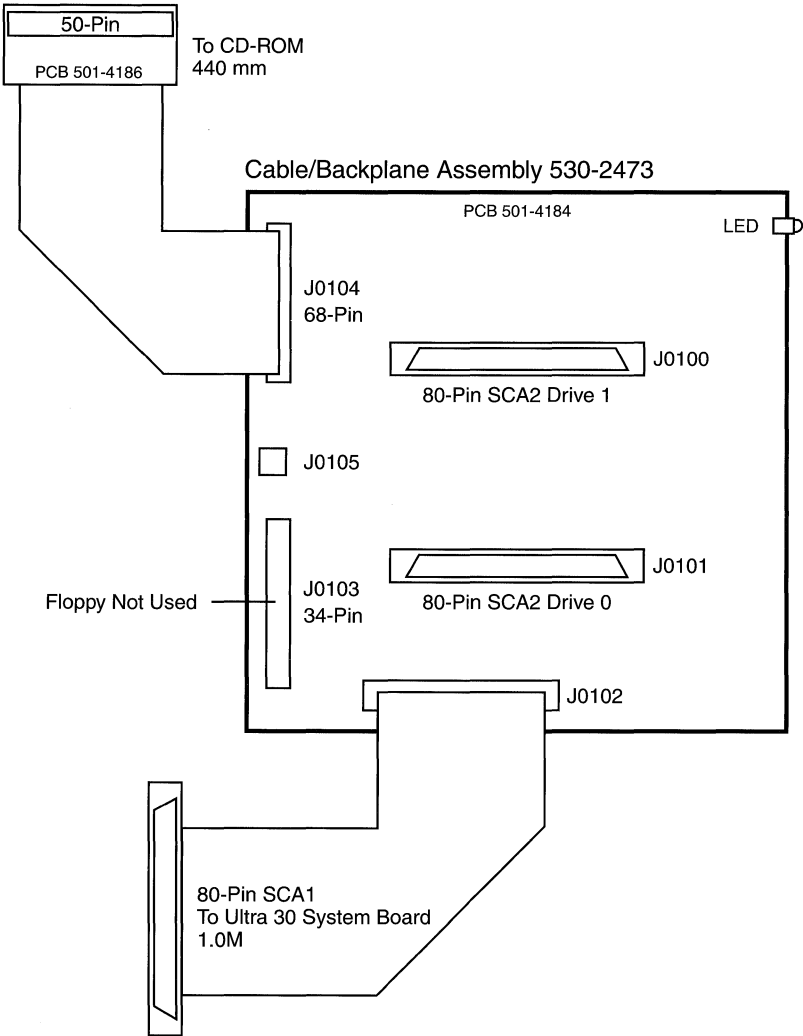 50-Pin
PCB 501-4186
To CD-ROM
440 mm
Cable/Backplane Assembly 530-2473
PCB 501-4184
LED
J0104
68-Pin
J0100
80-Pin SCA2 Drive 1
J0105
J0103
34-Pin
Floppy Not Used
J0101
80-Pin SCA2 Drive 0
J0102
80-Pin SCA1
To Ultra 30 System Board
1.0M